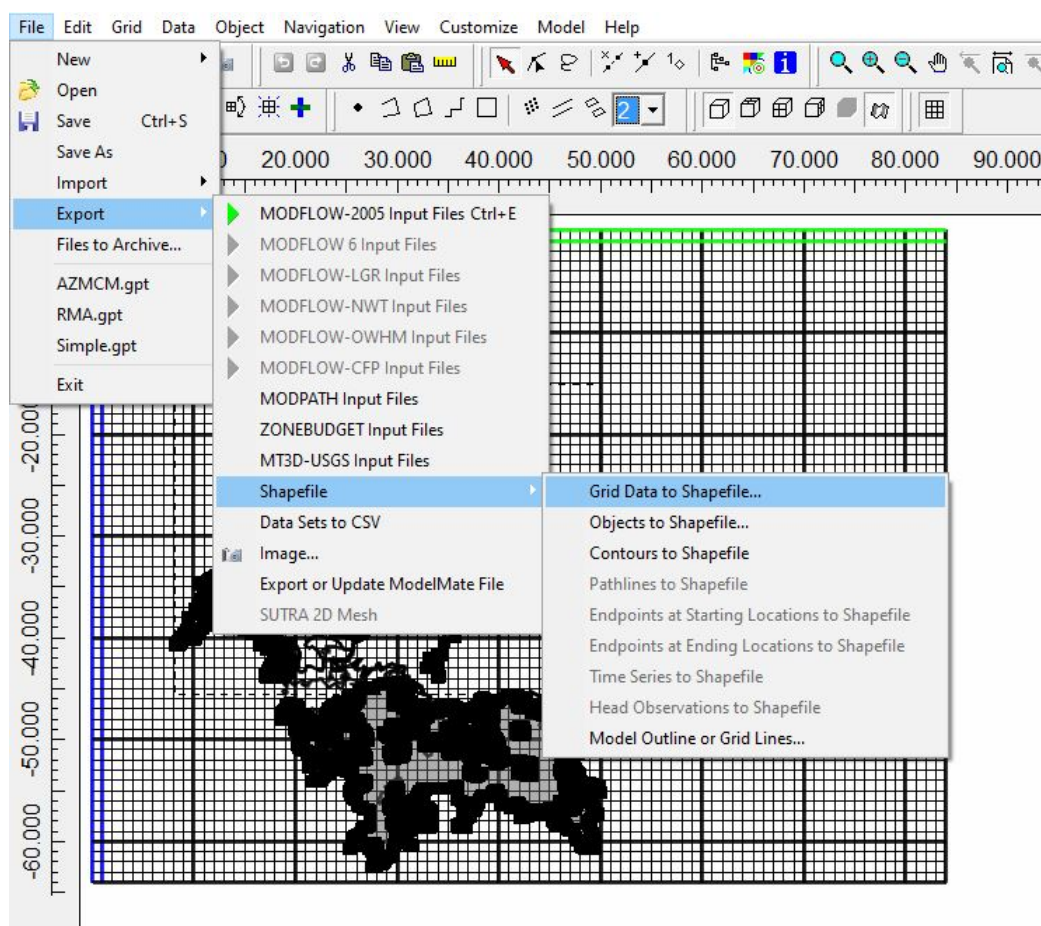 File Edit Grid Data Object Navigation View Customize Model Help
New
Open
Save Ctrl+S
Save As
Import
Export
Files to Archive...
AZMCM.gpt
RMA.gpt
Simple.gpt
Exit
2
20.000 30.000 40.000 50.000 60.000 70.000 80.000 90.000
MODFLOW-2005 Input Files Ctrl+E
MODFLOW 6 Input Files
MODFLOW-LGR Input Files
MODFLOW-NWT Input Files
MODFLOW-OWHM Input Files
MODFLOW-CFP Input Files
MODPATH Input Files
ZONEBUDGET Input Files
MT3D-USGS Input Files
Shapefile
Data Sets to CSV
Image...
Export or Update ModelMate File
SUTRA 2D Mesh
Grid Data to Shapefile...
Objects to Shapefile...
Contours to Shapefile
Pathlines to Shapefile
Endpoints at Starting Locations to Shapefile
Endpoints at Ending Locations to Shapefile
Time Series to Shapefile
Head Observations to Shapefile
Model Outline or Grid Lines...
-20.000
-30.000
-40.000
-50.000
-60.000